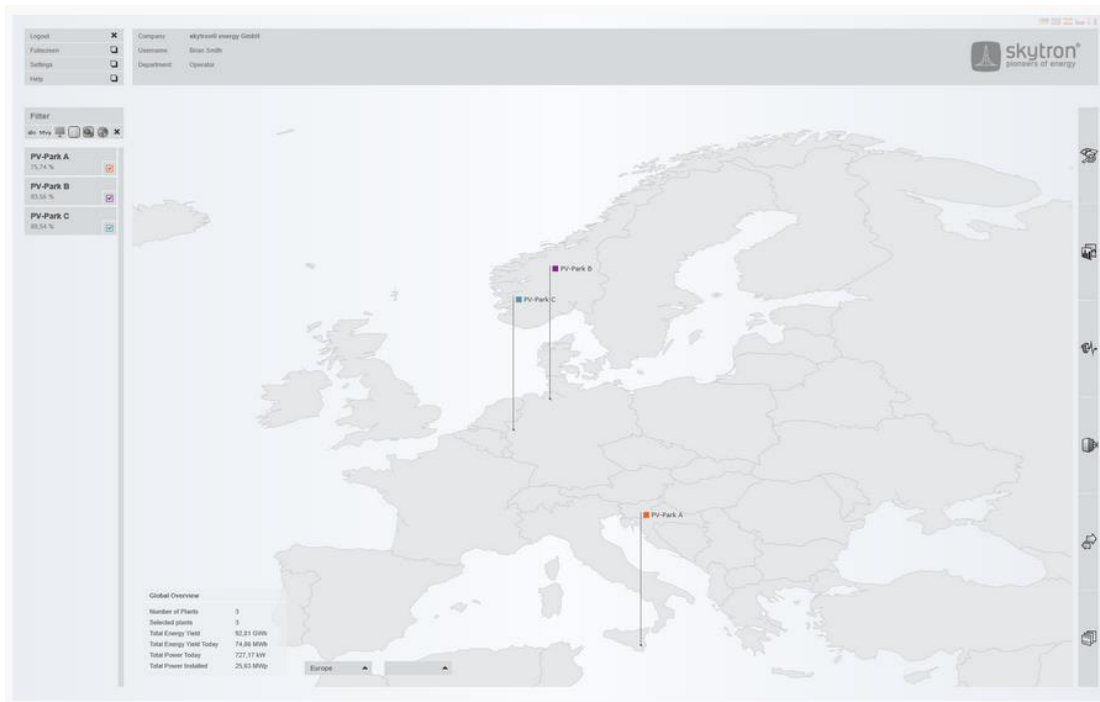 Logout
Fullscreen
Settings
Help
Company: skytron® energy GmbH
Username: Brian Smith
Department: Operator
skytron®
pioneers of energy
Filter
abc MWp
PV-Park A
75,74 %
PV-Park B
93,56 %
PV-Park C
80,54 %
PV-Park B
PV-Park C
PV-Park A
Global Overview
Number of Plants 3
Selected plants 3
Total Energy Yield 92,81 GWh
Total Energy Yield Today 74,86 MWh
Total Power Today 727,17 kW
Total Power Installed 25,63 MWp
Europe